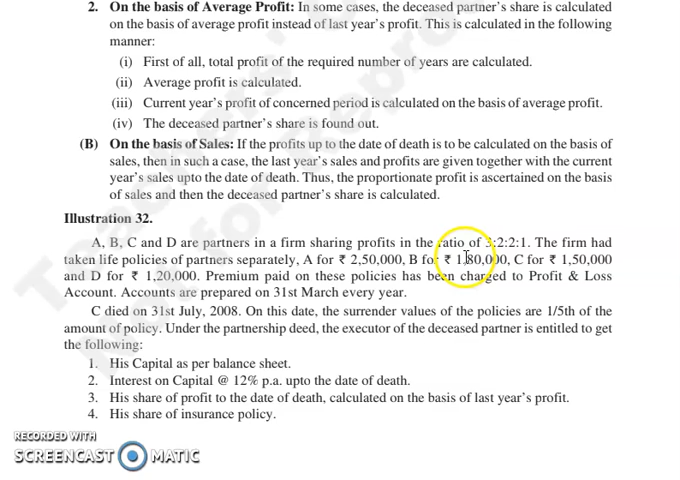 2. On the basis of Average Profit: In some cases, the deceased partner's share is calculated
on the basis of average profit instead of last year's profit. This is calculated in the following
manner:
(i) First of all, total profit of the required number of years are calculated.
(ii) Average profit is calculated.
(iii) Current year's profit of concerned period is calculated on the basis of average profit.
(iv) The deceased partner's share is found out.
(B) On the basis of Sales: If the profits up to the date of death is to be calculated on the basis of
sales, then in such a case, the last year's sales and profits are given together with the current
year's sales upto the date of death. Thus, the proportionate profit is ascertained on the basis
of sales and then the deceased partner's share is calculated.
Illustration 32.
A, B, C and D are partners in a firm sharing profits in the ratio of 3:2:2:1. The firm had
taken life policies of partners separately, A for ₹ 2,50,000, B for ₹ 1,80,000, C for ₹ 1,50,000
and D for ₹ 1,20,000. Premium paid on these policies has been charged to Profit & Loss
Account. Accounts are prepared on 31st March every year.
C died on 31st July, 2008. On this date, the surrender values of the policies are 1/5th of the
amount of policy. Under the partnership deed, the executor of the deceased partner is entitled to get
the following:
1. His Capital as per balance sheet.
2. Interest on Capital @ 12% p.a. upto the date of death.
3. His share of profit to the date of death, calculated on the basis of last year's profit.
4. His share of insurance policy.
RECORDED WITH
SCREENCAST MATIC